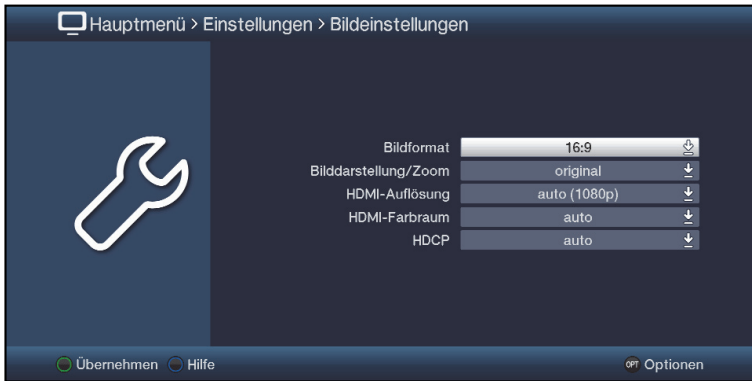 Hauptmenü > Einstellungen > Bildeinstellungen
Bildformat 16:9
Bilddarstellung/Zoom original
HDMI-Auflösung auto (1080p)
HDMI-Farbraum auto
HDCP auto
Übernehmen Hilfe OPT Optionen